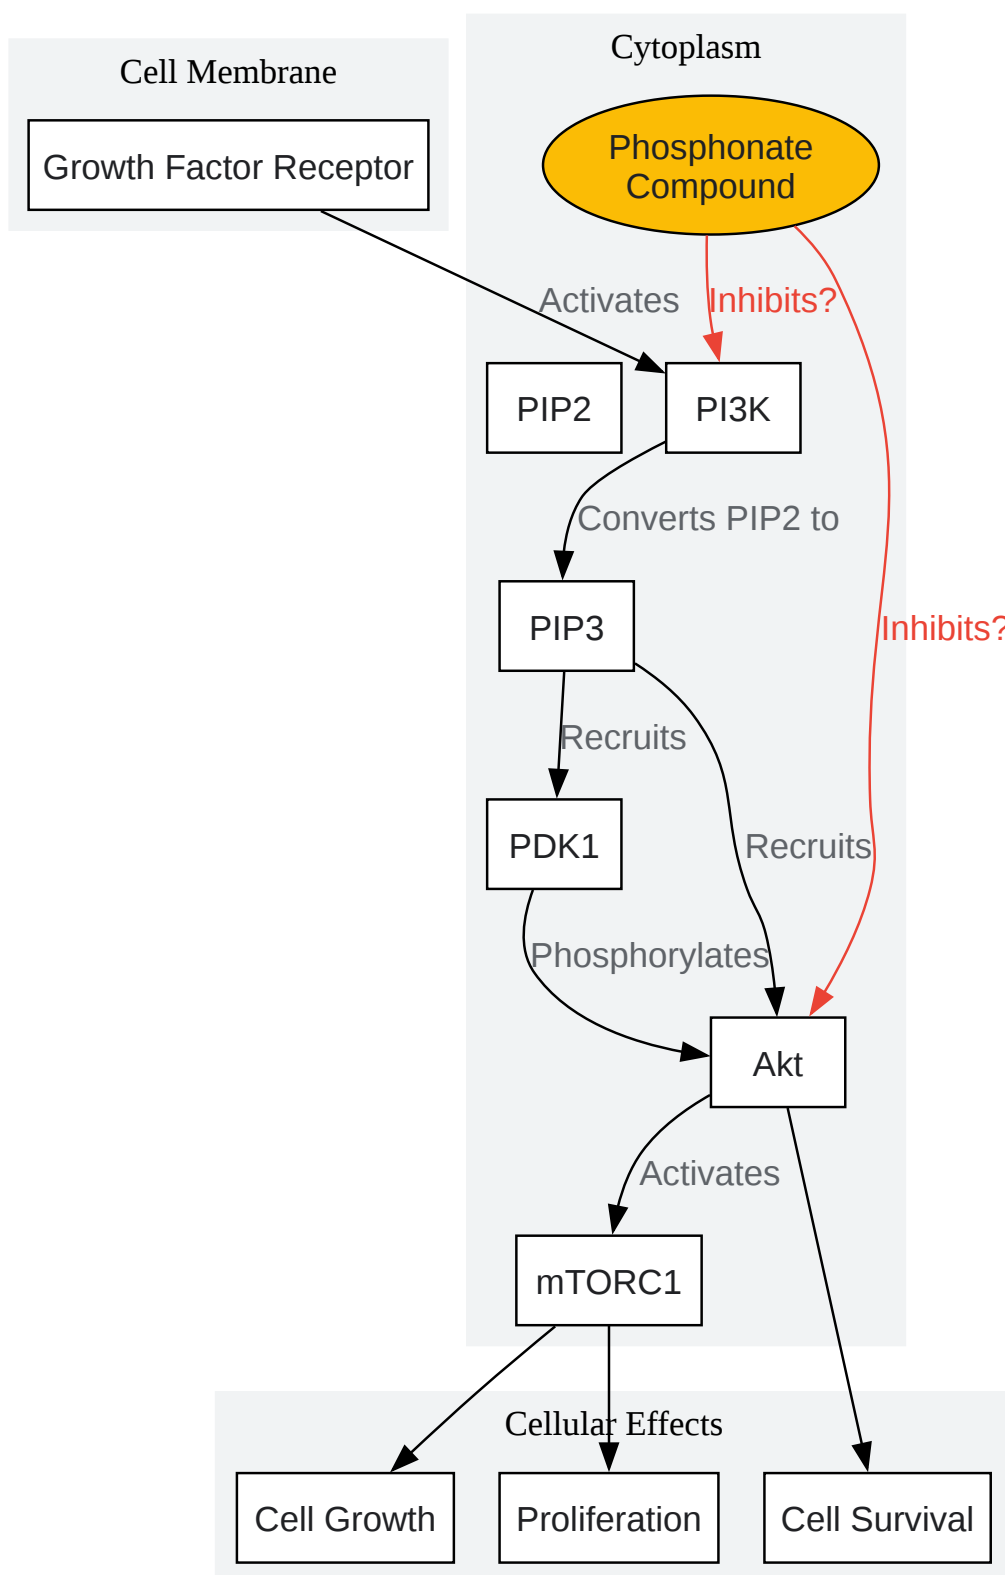 Cytoplasm
Cell Membrane
Phosphonate
Compound
Growth Factor Receptor
Activates
Inhibits?
PIP2
PI3K
Converts PIP2 to
PIP3
Inhibits?
Recruits
PDK1
Recruits
Phosphorylates
Akt
Activates
mTORC1
Cellular Effects
Cell Growth
Proliferation
Cell Survival